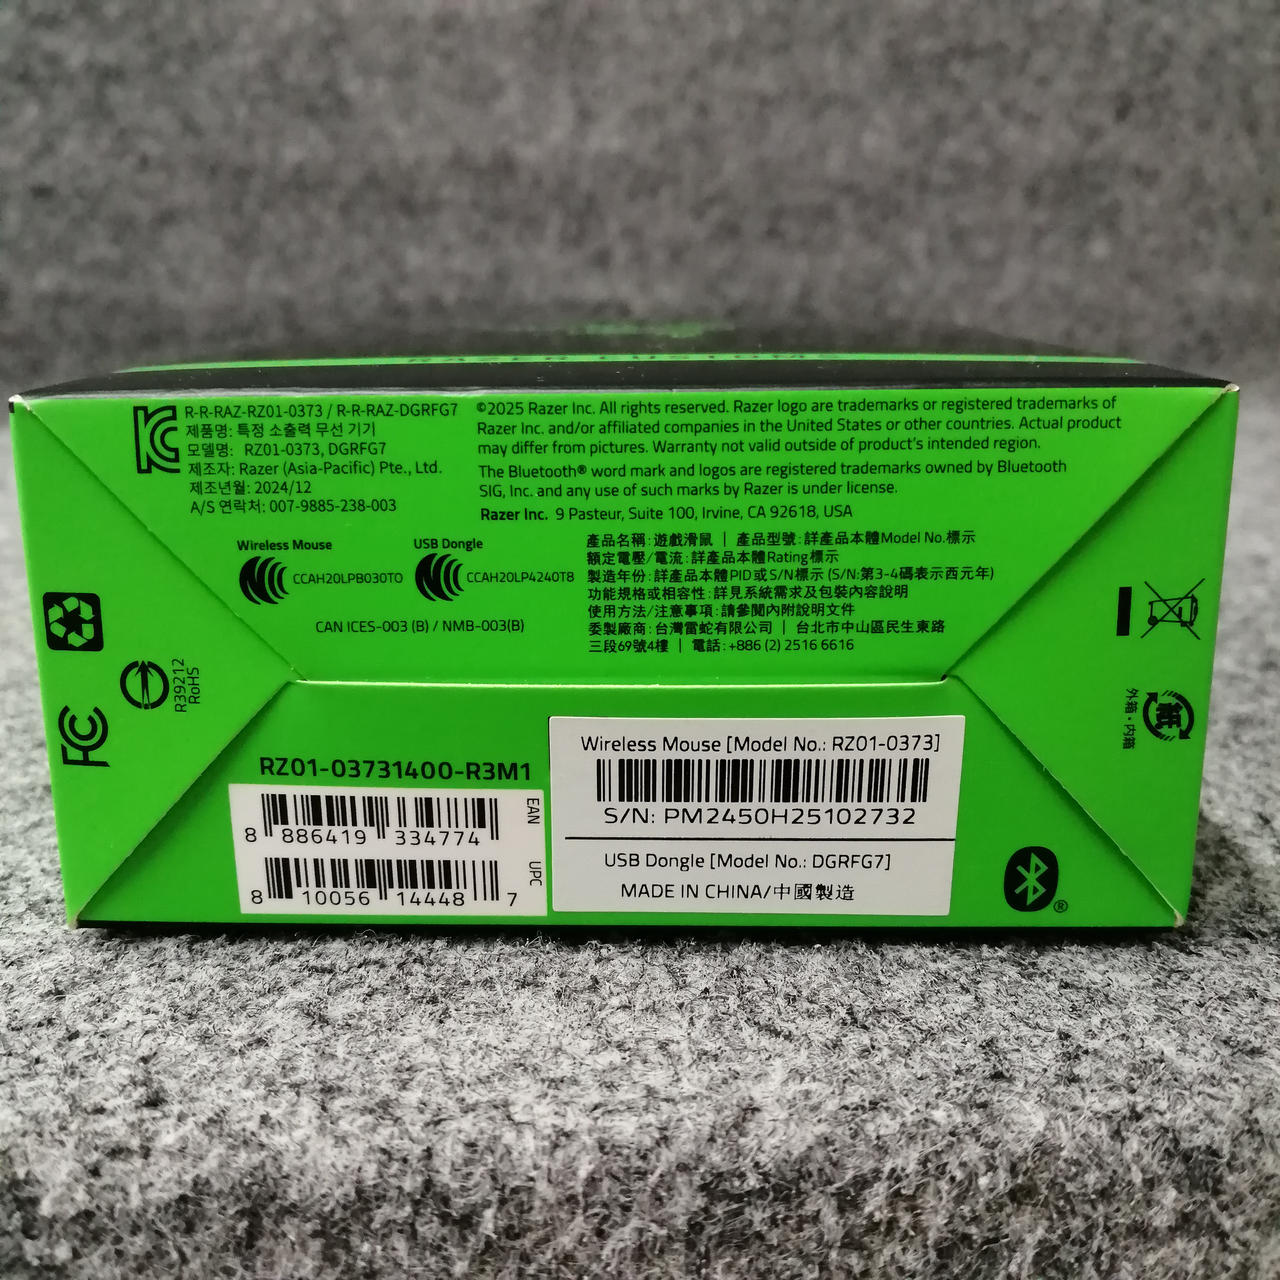 RAZER CUSTOMS
R-R-RAZ-RZ01-0373 / R-R-RAZ-DGRFG7
제품명: 특정 소출력 무선 기기
모델명: RZ01-0373, DGRFG7
제조자: Razer (Asia-Pacific) Pte., Ltd.
제조년월: 2024/12
A/S 연락처: 007-9885-238-003
©2025 Razer Inc. All rights reserved. Razer logo are trademarks or registered trademarks of
Razer Inc. and/or affiliated companies in the United States or other countries. Actual product
may differ from pictures. Warranty not valid outside of product's intended region.
The Bluetooth® word mark and logos are registered trademarks owned by Bluetooth
SIG, Inc. and any use of such marks by Razer is under license.
Razer Inc. 9 Pasteur, Suite 100, Irvine, CA 92618, USA
Wireless Mouse
CCAH20LPB030T0
USB Dongle
CCAH20LP4240T8
CAN ICES-003 (B) / NMB-003(B)
產品名稱:遊戲滑鼠 | 產品型號:詳產品本體Model No.標示
額定電壓/電流:詳產品本體Rating標示
製造年份:詳產品本體PID或S/N標示 (S/N:第3-4碼表示西元年)
功能規格或相容性:詳見系統需求及包裝內容說明
使用方法/注意事項:請參閱內附說明文件
委製廠商:台灣雷蛇有限公司 | 台北市中山區民生東路
三段69號4樓 | 電話:+886 (2) 2516 6616
R39212
RoHS
FC
紙
外箱・內箱
RZ01-03731400-R3M1
8 886419 334774
EAN
8 10056 14448 7
UPC
Wireless Mouse [Model No.: RZ01-0373]
S/N: PM2450H25102732
USB Dongle [Model No.: DGRFG7]
MADE IN CHINA/中國製造
®